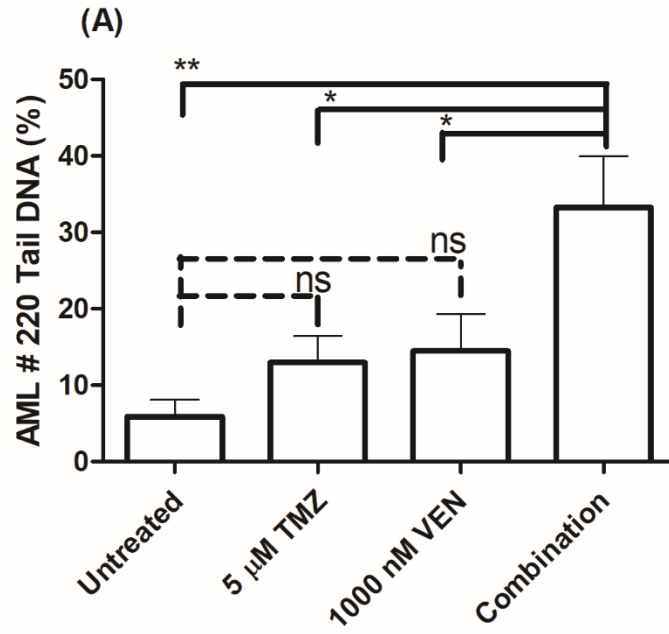 (A)
AML # 220 Tail DNA (%)
50
40
30
20
10
0
**
*
*
ns
ns
Untreated
5 μM TMZ
1000 nM VEN
Combination